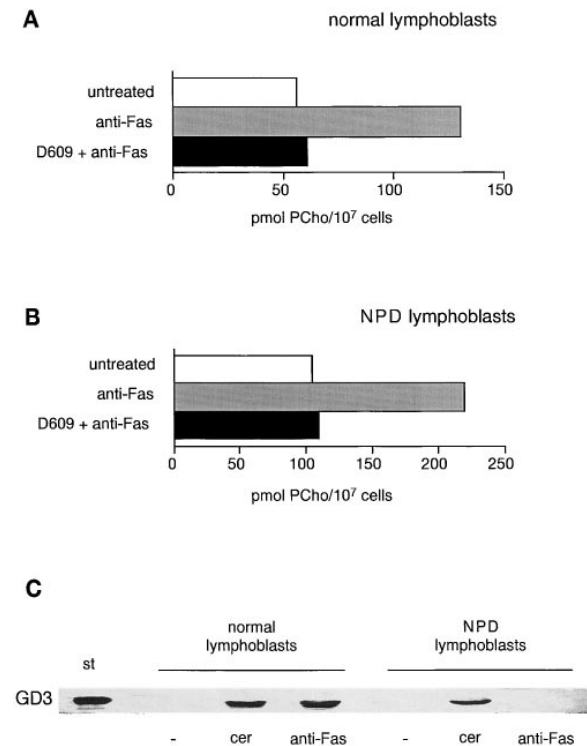 A
normal lymphoblasts
untreated
anti-Fas
D609 + anti-Fas
0 50 100 150
pmol PCho/10⁷ cells
B
NPD lymphoblasts
untreated
anti-Fas
D609 + anti-Fas
0 50 100 150 200 250
pmol PCho/10⁷ cells
C
normal
lymphoblasts
NPD
lymphoblasts
st
GD3
- cer anti-Fas - cer anti-Fas